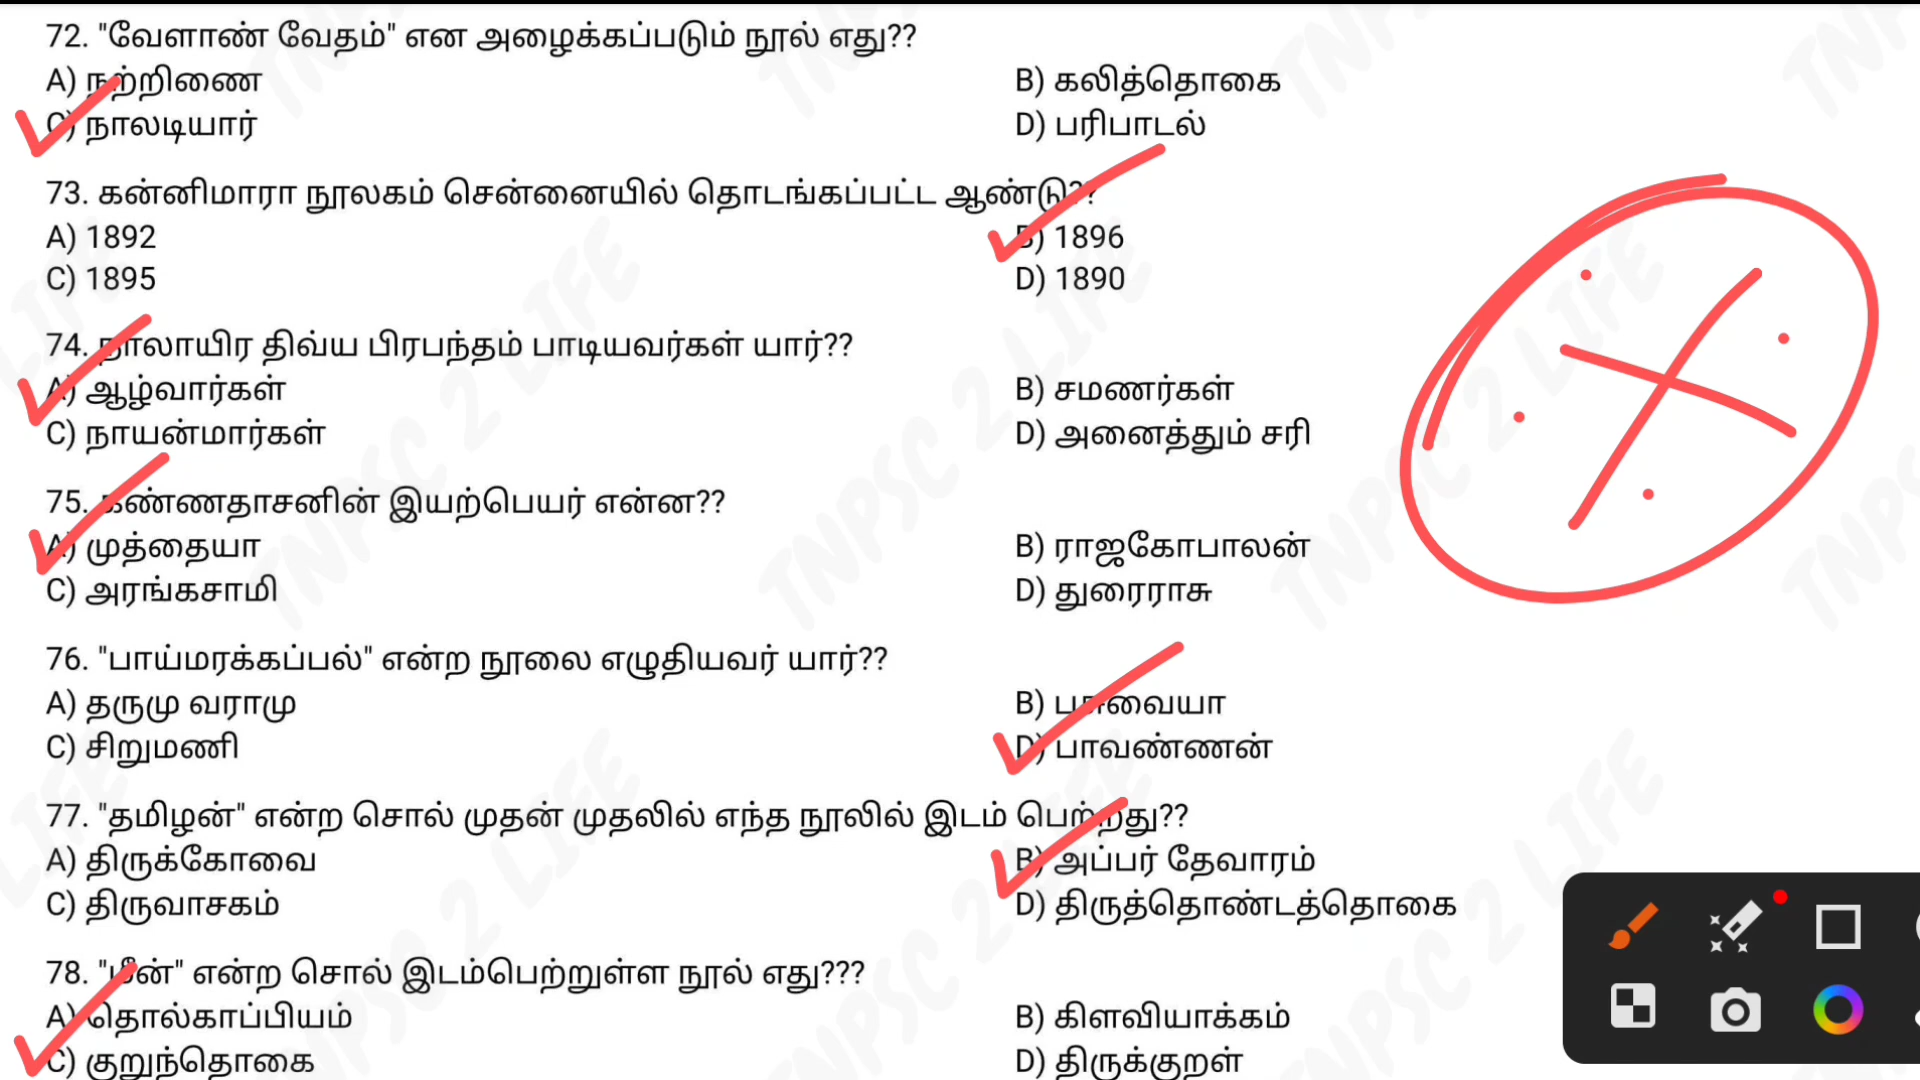 72. "வேளாண் வேதம்" என அழைக்கப்படும் நூல் எது??
A) நற்றிணை
B) கலித்தொகை
C) நாலடியார்
D) பரிபாடல்
73. கன்னிமாரா நூலகம் சென்னையில் தொடங்கப்பட்ட ஆண்டு??
A) 1892
B) 1896
C) 1895
D) 1890
74. நாலாயிர திவ்ய பிரபந்தம் பாடியவர்கள் யார்??
A) ஆழ்வார்கள்
B) சமணர்கள்
C) நாயன்மார்கள்
D) அனைத்தும் சரி
75. கண்ணதாசனின் இயற்பெயர் என்ன??
A) முத்தையா
B) ராஜகோபாலன்
C) அரங்கசாமி
D) துரைராசு
76. "பாய்மரக்கப்பல்" என்ற நூலை எழுதியவர் யார்??
A) தருமு வராமு
B) பசுவையா
C) சிறுமணி
D) பாவண்ணன்
77. "தமிழன்" என்ற சொல் முதன் முதலில் எந்த நூலில் இடம் பெற்றது??
A) திருக்கோவை
B) அப்பர் தேவாரம்
C) திருவாசகம்
D) திருத்தொண்டத்தொகை
78. "மீன்" என்ற சொல் இடம்பெற்றுள்ள நூல் எது???
A) தொல்காப்பியம்
B) கிளவியாக்கம்
C) குறுந்தொகை
D) திருக்குறள்
TNPSC 2 LIFE